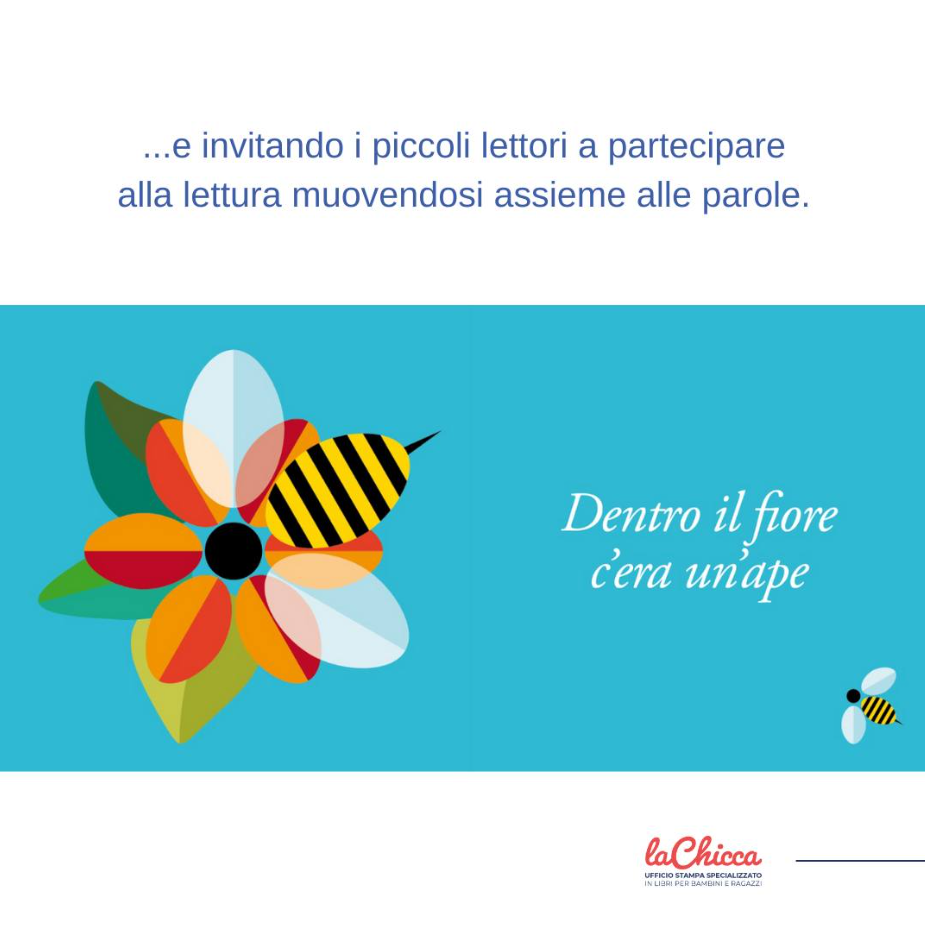 ...e invitando i piccoli lettori a partecipare
alla lettura muovendosi assieme alle parole.
Dentro il fiore
c'era un'ape
laChicca
UFFICIO STAMPA SPECIALIZZATO
IN LIBRI PER BAMBINI E RAGAZZI